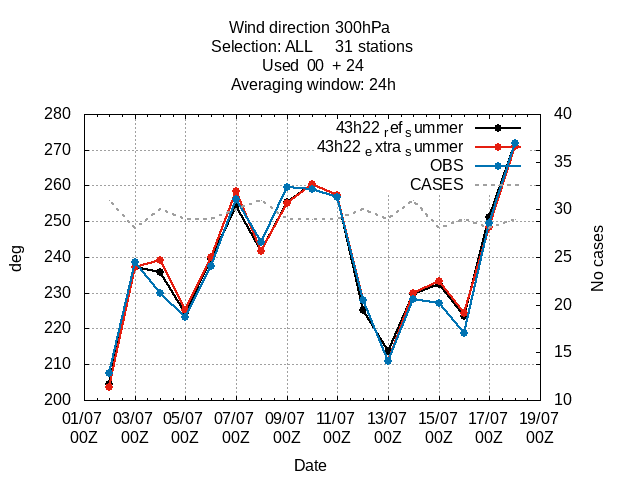 Wind direction 300hPa
Selection: ALL 31 stations
Used 00 + 24
Averaging window: 24h
280 40
43h22 ref summer
270 43h22 extra summer 35
OBS
260 CASES
250 30
240 25
deg
No cases
230 20
220
210 15
200 10
01/07 03/07 05/07 07/07 09/07 11/07 13/07 15/07 17/07 19/07
00Z 00Z 00Z 00Z 00Z 00Z 00Z 00Z 00Z 00Z
Date